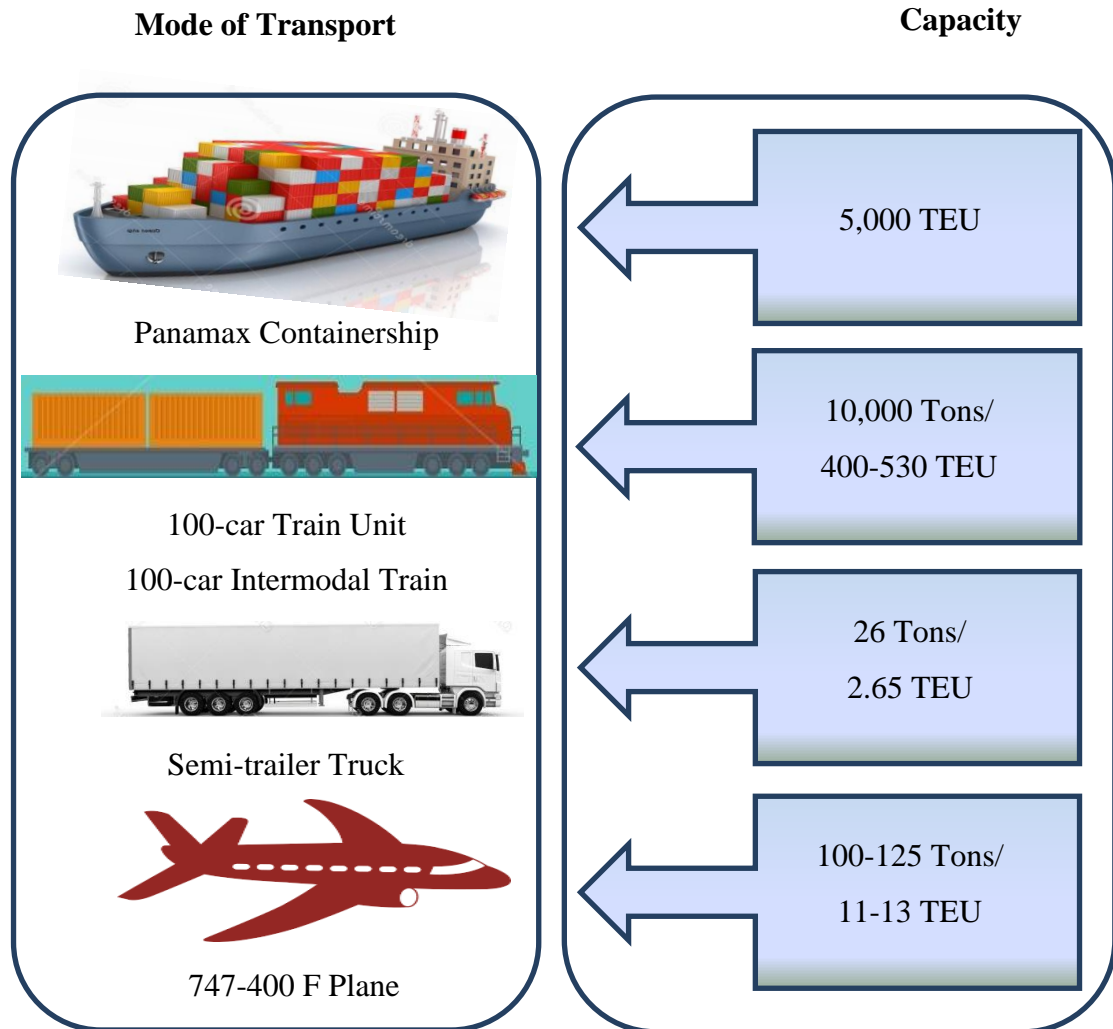 Mode of Transport
Capacity
5,000 TEU
Panamax Containership
10,000 Tons/
400-530 TEU
100-car Train Unit
100-car Intermodal Train
26 Tons/
2.65 TEU
Semi-trailer Truck
100-125 Tons/
11-13 TEU
747-400 F Plane